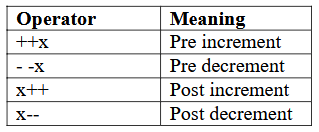 Operator Meaning
++x Pre increment
- -x Pre decrement
x++ Post increment
x-- Post decrement